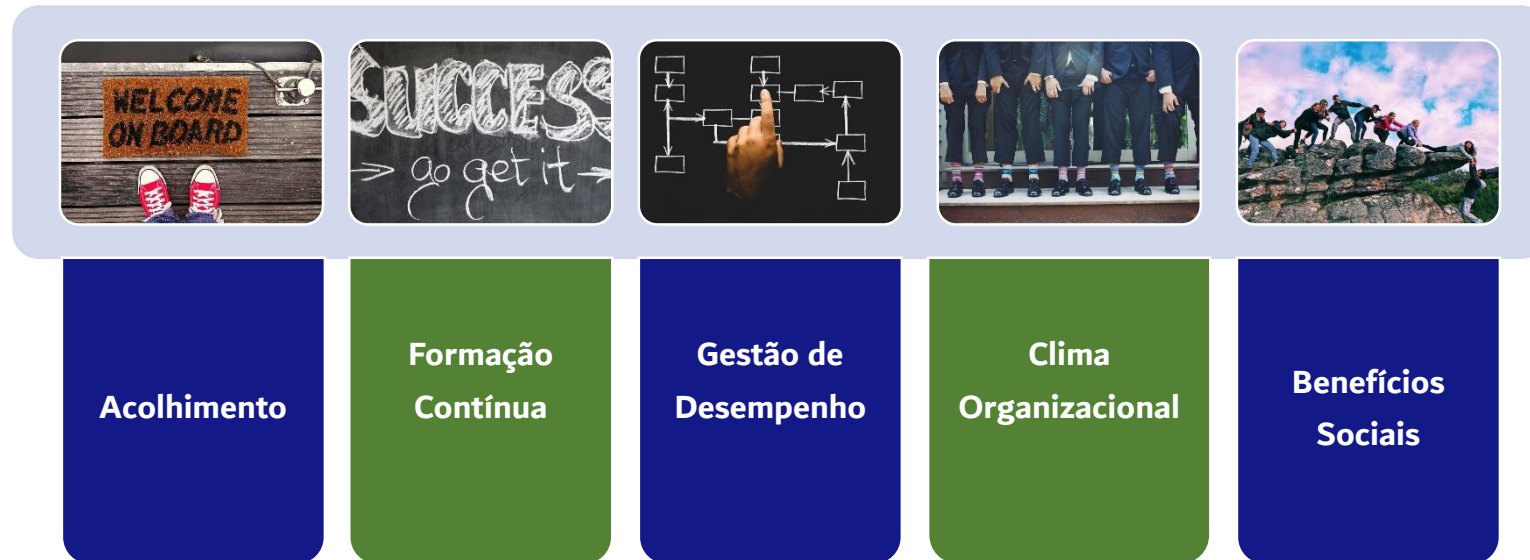 WELCOME
ON BOARD
SUCCESS
go get it
Acolhimento
Formação
Contínua
Gestão de
Desempenho
Clima
Organizacional
Benefícios
Sociais